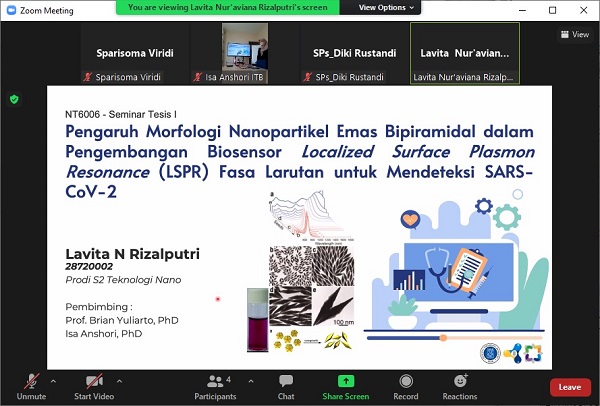 Zoom Meeting
You are viewing Lavita Nur'aviana Rizalputri's screen
View Options
View
Sparisoma Viridi
SPs_Diki Rustandi
Lavita Nur'avian...
Sparisoma Viridi
Isa Anshori ITB
SPs_Diki Rustandi
Lavita Nur'aviana Rizalp...
NT6006 - Seminar Tesis I
Pengaruh Morfologi Nanopartikel Emas Bipiramidal dalam
Pengembangan Biosensor Localized Surface Plasmon
Resonance (LSPR) Fasa Larutan untuk Mendeteksi SARS-
CoV-2
Lavita N Rizalputri
28720002
Prodi S2 Teknologi Nano
Pembimbing :
Prof. Brian Yuliarto, PhD
Isa Anshori, PhD
100 nm
Unmute
Start Video
4
Participants
Chat
Share Screen
Record
Reactions
Leave